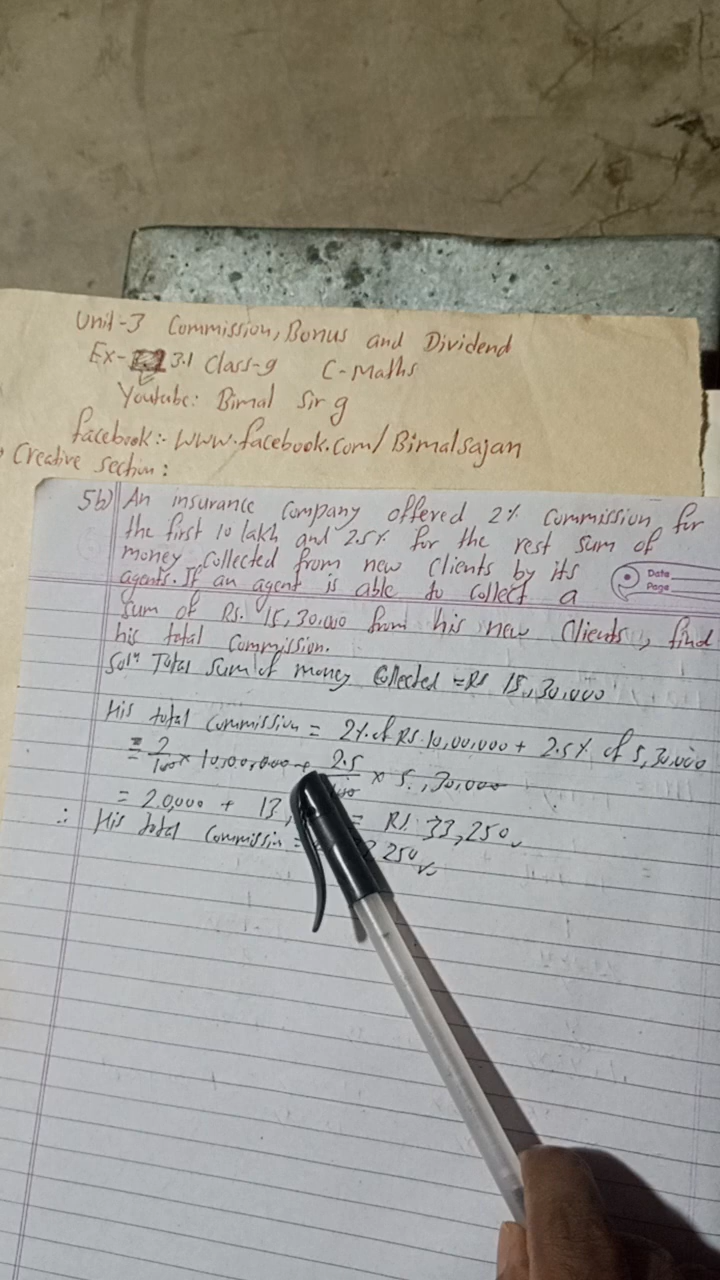 Unit-3 Commission, Bonus and Dividend
Ex- 3.1 Class-9 C-Maths
Youtube: Bimal Sir g
facebook:- www.facebook.com/Bimalsajan
Creative section:
5b) An insurance company offered 2% Commission for
the first 10 lakh and 2.5% for the rest sum of
money collected from new clients by its
agents. If an agent is able to collect a
Date
Page
sum of Rs. 15,30,000 from his new clients, find
his total commission.
Solⁿ Total sum of money collected = Rs 15,30,000
His total commission = 2% of Rs 10,00,000 + 2.5% of 5,30,000
= 2/100 × 10,00,000 + 2.5/100 × 5,30,000
= 20,000 + 13, = Rs. 33,250
∴ His total commissin = 250